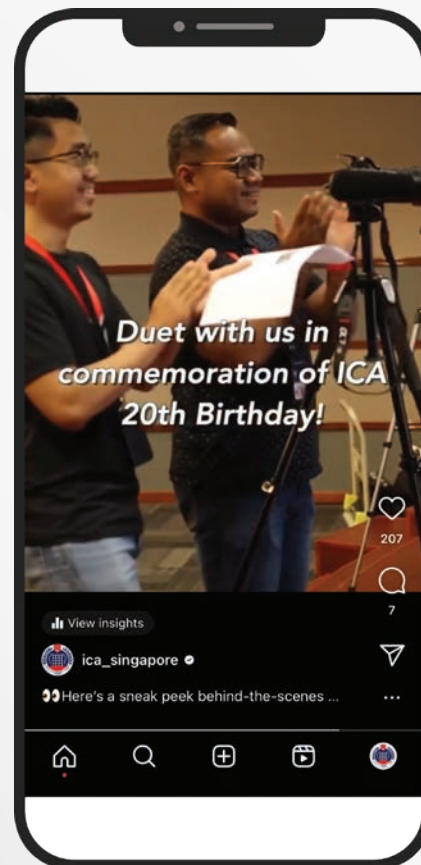 Duet with us in
commemoration of ICA
20th Birthday!
207
7
View insights
ica_singapore
👀Here's a sneak peek behind-the-scenes ...